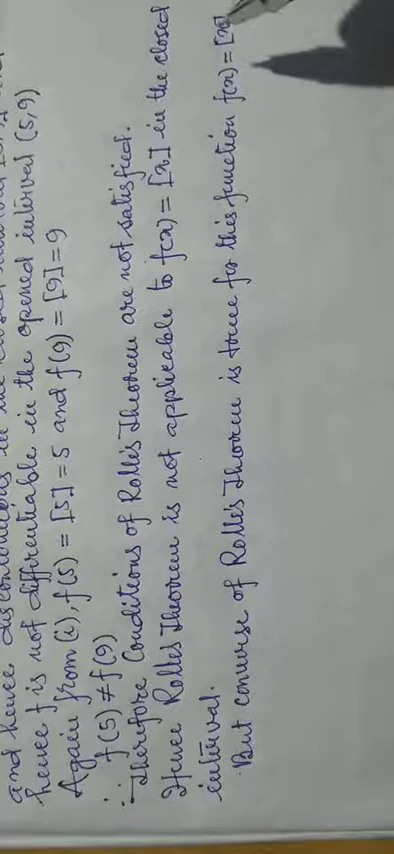 and hence discontinuous in the closed interval
hence f is not differentiable in the opened interval (5,9)
Again from (i), f(5) = [5] = 5 and f(9) = [9] = 9
∴ f(5) ≠ f(9)
Therefore Conditions of Rolle's Theorem are not satisfied.
Hence Rolle's Theorem is not applicable to f(x) = [x] in the closed
interval.
But converse of Rolle's Theorem is true for this function f(x) = [x]